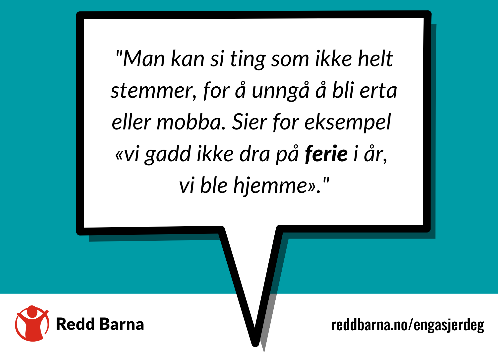 "Man kan si ting som ikke helt
stemmer, for å unngå å bli erta
eller mobba. Sier for eksempel
«vi gadd ikke dra på ferie i år,
vi ble hjemme»."
Redd Barna
reddbarna.no/engasjerdeg